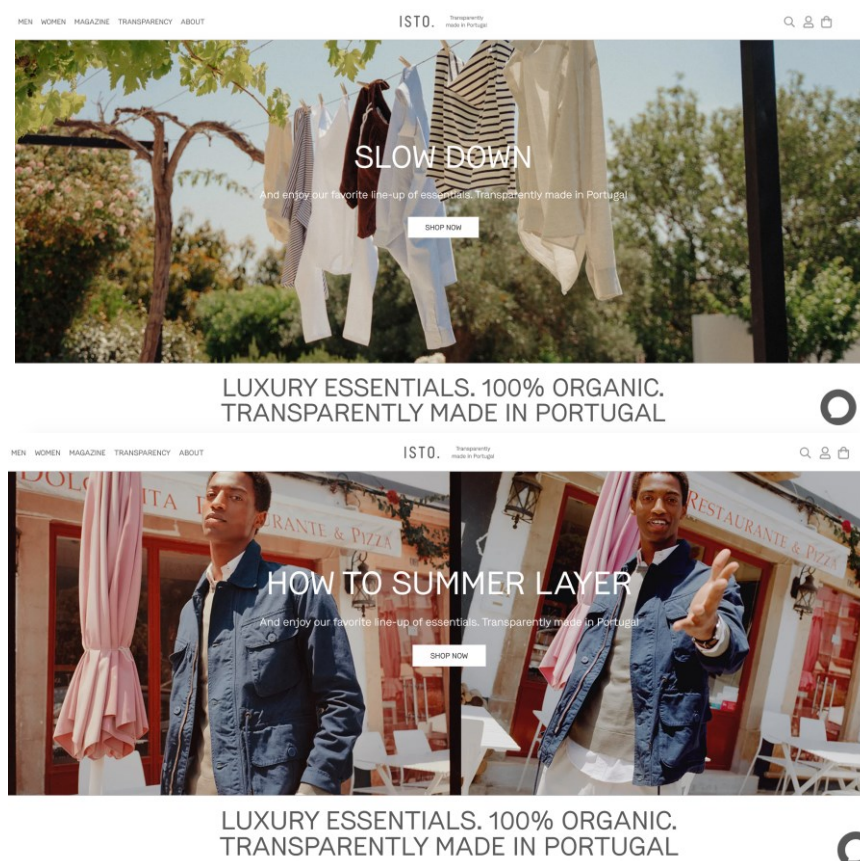 MEN WOMEN MAGAZINE TRANSPARENCY ABOUT
ISTO.
Transparently
made in Portugal
SLOW DOWN
And enjoy our favorite line-up of essentials. Transparently made in Portugal
SHOP NOW
LUXURY ESSENTIALS. 100% ORGANIC.
TRANSPARENTLY MADE IN PORTUGAL
MEN WOMEN MAGAZINE TRANSPARENCY ABOUT
ISTO.
Transparently
made in Portugal
RESTAURANTE & PIZZA
HOW TO SUMMER LAYER
And enjoy our favorite line-up of essentials. Transparently made in Portugal
SHOP NOW
LUXURY ESSENTIALS. 100% ORGANIC.
TRANSPARENTLY MADE IN PORTUGAL